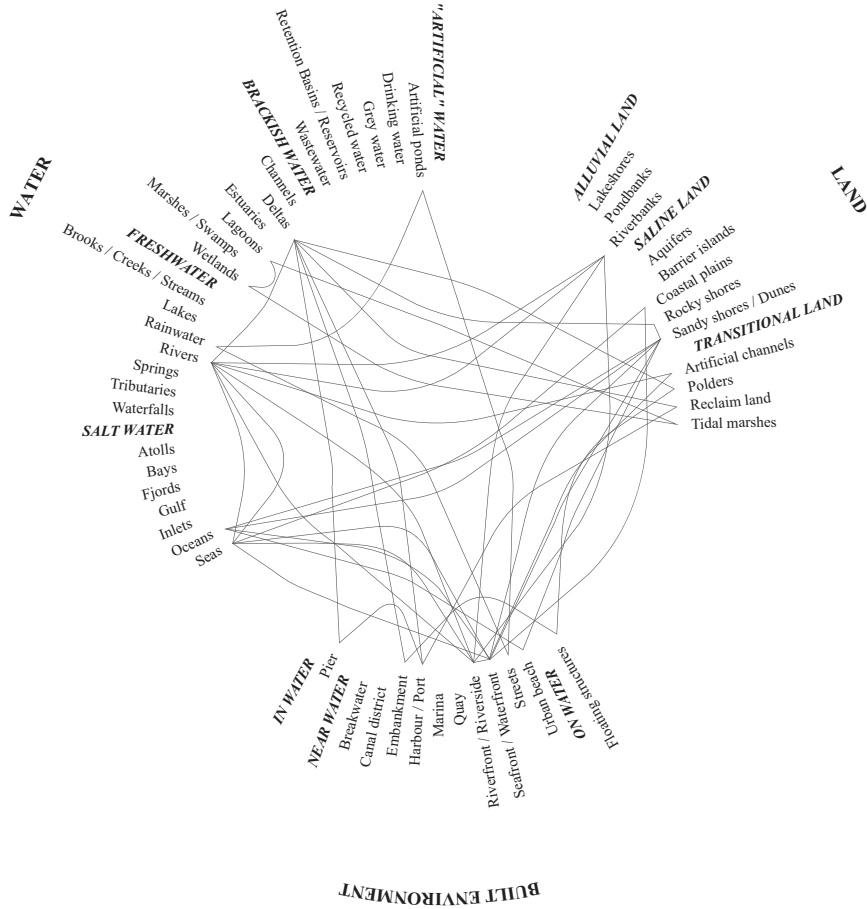 WATER
"ARTIFICIAL" WATER
Artificial ponds
Drinking water
Grey water
Recycled water
Retention Basins / Reservoirs
Wastewater
BRACKISH WATER
Channels
Deltas
Estuaries
Lagoons
Marshes / Swamps
Wetlands
FRESHWATER
Brooks / Creeks / Streams
Lakes
Rainwater
Rivers
Springs
Tributaries
Waterfalls
SALT WATER
Atolls
Bays
Fjords
Gulf
Inlets
Oceans
Seas
LAND
ALLUVIAL LAND
Lakeshores
Pondbanks
Riverbanks
SALINE LAND
Aquifers
Barrier islands
Coastal plains
Rocky shores
Sandy shores / Dunes
TRANSITIONAL LAND
Artificial channels
Polders
Reclaim land
Tidal marshes
IN WATER
Pier
NEAR WATER
Breakwater
Canal district
Embankment
Harbour / Port
Marina
Quay
Riverfront / Riverside
Seafront / Waterfront
Streets
Urban beach
ON WATER
Floating structures
BUILT ENVIRONMENT